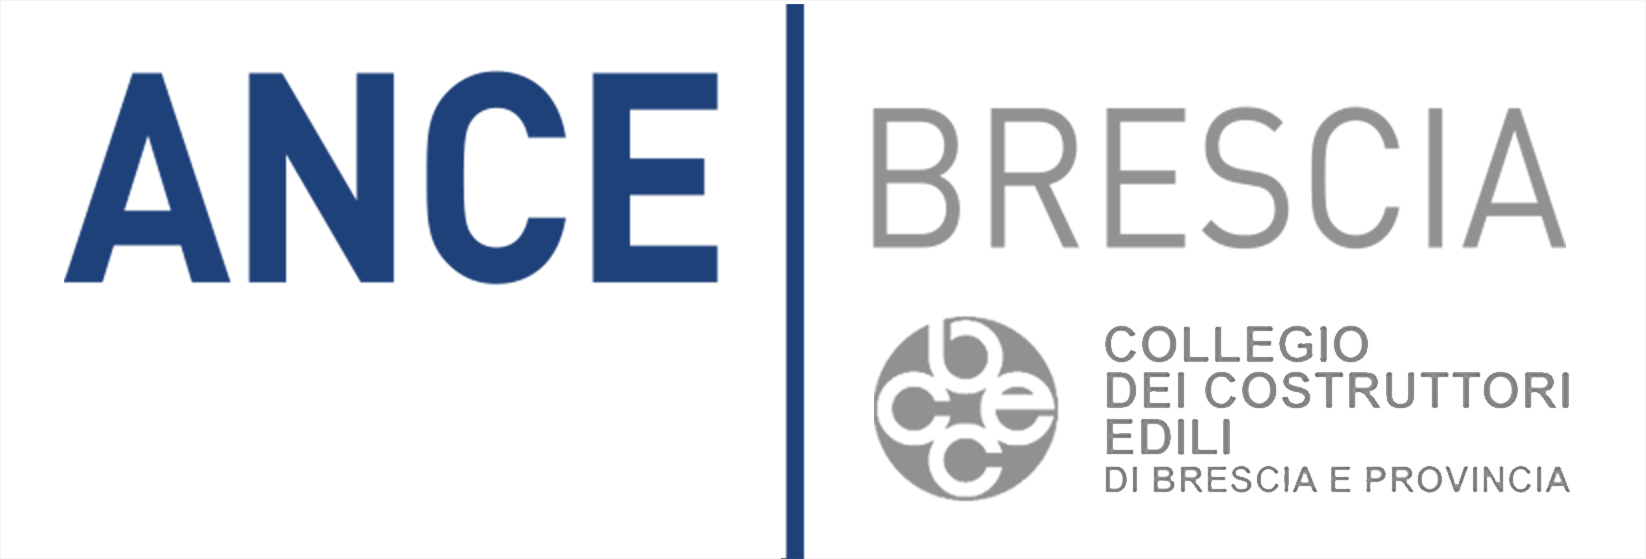 ANCE
BRESCIA
b
c e
c
COLLEGIO
DEI COSTRUTTORI
EDILI
DI BRESCIA E PROVINCIA